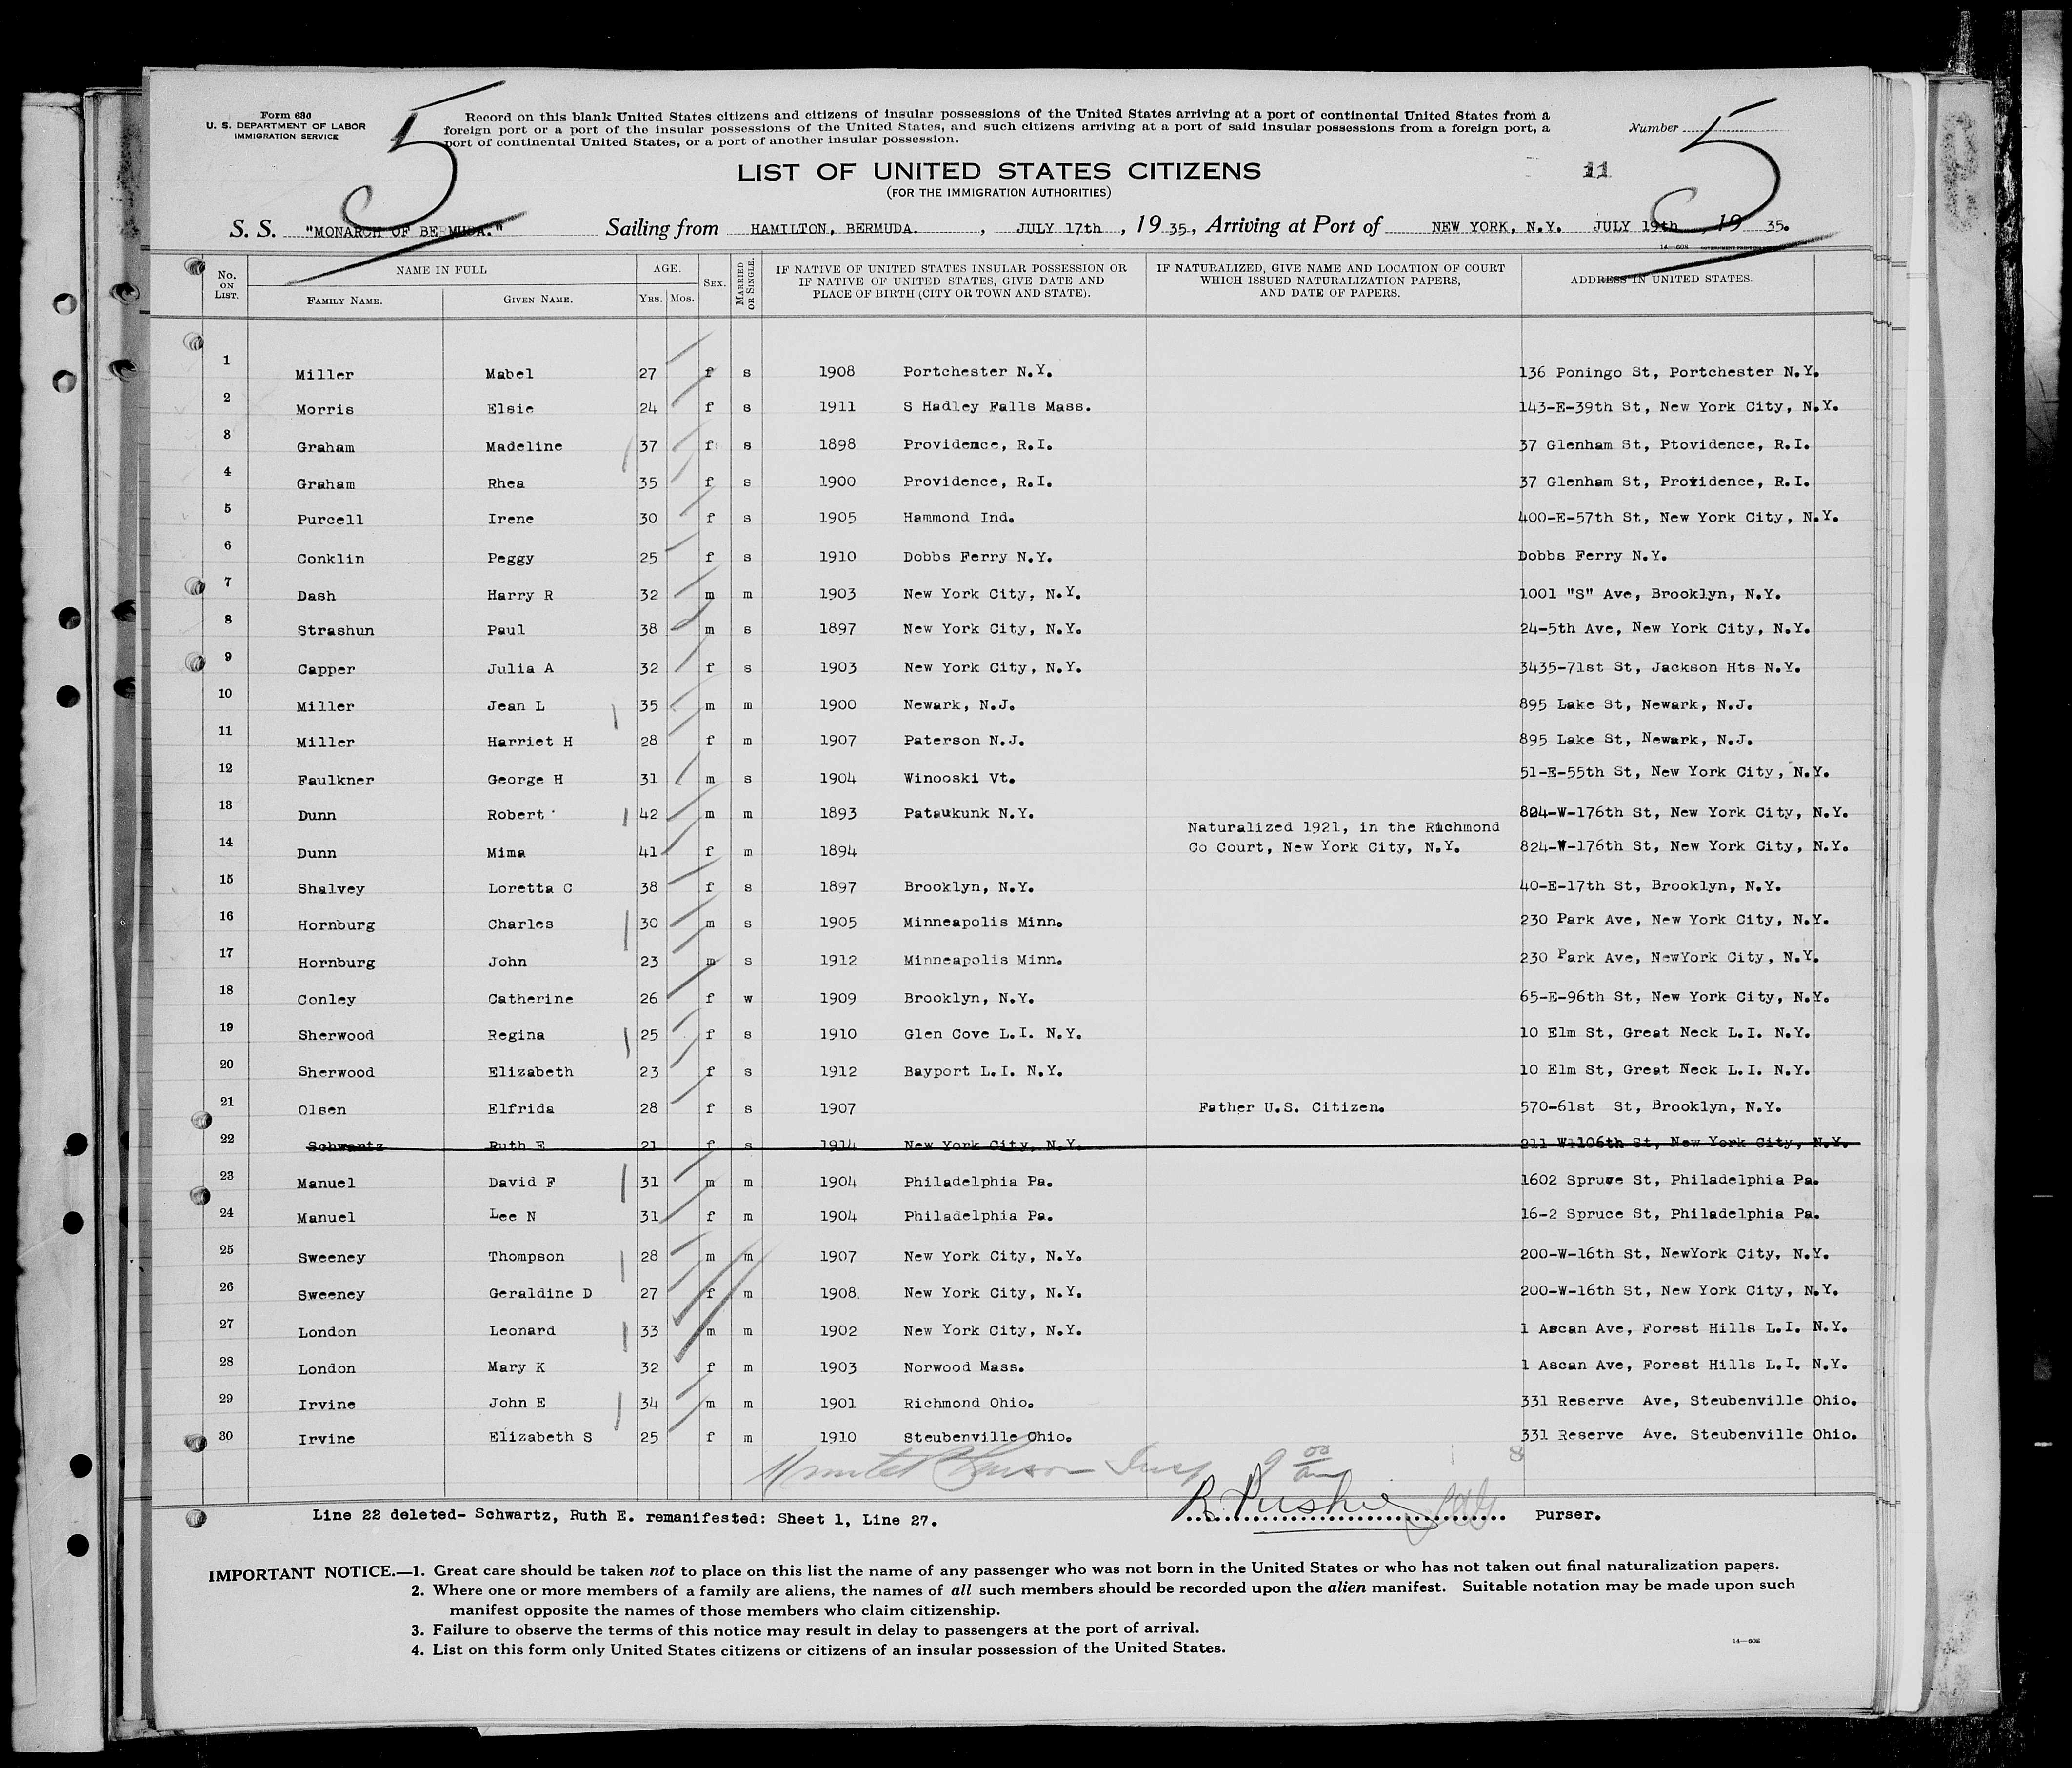 Form 630
U. S. DEPARTMENT OF LABOR
IMMIGRATION SERVICE
5
Record on this blank United States citizens and citizens of insular possessions of the United States arriving at a port of continental United States from a
foreign port or a port of the insular possessions of the United States, and such citizens arriving at a port of said insular possessions from a foreign port, a
port of continental United States, or a port of another insular possession.
Number 5
LIST OF UNITED STATES CITIZENS
11
(FOR THE IMMIGRATION AUTHORITIES)
S. S. "MONARCH OF BERMUDA." Sailing from HAMILTON, BERMUDA. , JULY 17th , 19 35., Arriving at Port of NEW YORK, N.Y. JULY 19th , 19 35.
No. ON LIST. NAME IN FULL FAMILY NAME. GIVEN NAME. AGE. YRS. MOS. SEX. MARRIED OR SINGLE. IF NATIVE OF UNITED STATES INSULAR POSSESSION OR IF NATIVE OF UNITED STATES, GIVE DATE AND PLACE OF BIRTH (CITY OR TOWN AND STATE). IF NATURALIZED, GIVE NAME AND LOCATION OF COURT WHICH ISSUED NATURALIZATION PAPERS, AND DATE OF PAPERS. ADDRESS IN UNITED STATES.
1 Miller Mabel 27 f s 1908 Portchester N.Y. 136 Poningo St, Portchester N.Y.
2 Morris Elsie 24 f s 1911 S Hadley Falls Mass. 143-E-39th St, New York City, N.Y.
3 Graham Madeline 37 f s 1898 Providence, R.I. 37 Glenham St, Ptovidence, R.I.
4 Graham Rhea 35 f s 1900 Providence, R.I. 37 Glenham St, Providence, R.I.
5 Purcell Irene 30 f s 1905 Hammond Ind. 400-E-57th St, New York City, N.Y.
6 Conklin Peggy 25 f s 1910 Dobbs Ferry N.Y. Dobbs Ferry N.Y.
7 Dash Harry R 32 m m 1903 New York City, N.Y. 1001 "S" Ave, Brooklyn, N.Y.
8 Strashun Paul 38 m s 1897 New York City, N.Y. 24-5th Ave, New York City, N.Y.
9 Capper Julia A 32 f s 1903 New York City, N.Y. 3435-71st St, Jackson Hts N.Y.
10 Miller Jean L 35 m m 1900 Newark, N.J. 895 Lake St, Newark, N.J.
11 Miller Harriet H 28 f m 1907 Paterson N.J. 895 Lake St, Newark, N.J.
12 Faulkner George H 31 m s 1904 Winooski Vt. 51-E-55th St, New York City, N.Y.
13 Dunn Robert 42 m m 1893 Pataukunk N.Y. 824-W-176th St, New York City, N.Y.
Naturalized 1921, in the Richmond
14 Dunn Mima 41 f m 1894 Co Court, New York City, N.Y. 824-W-176th St, New York City, N.Y.
15 Shalvey Loretta C 38 f s 1897 Brooklyn, N.Y. 40-E-17th St, Brooklyn, N.Y.
16 Hornburg Charles 30 m s 1905 Minneapolis Minn. 230 Park Ave, New York City, N.Y.
17 Hornburg John 23 m s 1912 Minneapolis Minn. 230 Park Ave, NewYork City, N.Y.
18 Conley Catherine 26 f w 1909 Brooklyn, N.Y. 65-E-96th St, New York City, N.Y.
19 Sherwood Regina 25 f s 1910 Glen Cove L.I. N.Y. 10 Elm St, Great Neck L.I. N.Y.
20 Sherwood Elizabeth 23 f s 1912 Bayport L.I. N.Y. 10 Elm St, Great Neck L.I. N.Y.
21 Olsen Elfrida 28 f s 1907 Father U.S. Citizen. 570-61st St, Brooklyn, N.Y.
22 Schwartz Ruth E 21 f s 1914 New York City, N.Y. 211 W-106th St, New York City, N.Y.
23 Manuel David F 31 m m 1904 Philadelphia Pa. 1602 Spruce St, Philadelphia Pa.
24 Manuel Lee N 31 f m 1904 Philadelphia Pa. 16-2 Spruce St, Philadelphia Pa.
25 Sweeney Thompson 28 m m 1907 New York City, N.Y. 200-W-16th St, NewYork City, N.Y.
26 Sweeney Geraldine D 27 f m 1908 New York City, N.Y. 200-W-16th St, New York City, N.Y.
27 London Leonard 33 m m 1902 New York City, N.Y. 1 Ascan Ave, Forest Hills L.I. N.Y.
28 London Mary K 32 f m 1903 Norwood Mass. 1 Ascan Ave, Forest Hills L.I. N.Y.
29 Irvine John E 34 m m 1901 Richmond Ohio. 331 Reserve Ave, Steubenville Ohio.
30 Irvine Elizabeth S 25 f m 1910 Steubenville Ohio. 331 Reserve Ave. Steubenville Ohio.
Insp 9 00 8
Line 22 deleted- Schwartz, Ruth E. remanifested: Sheet 1, Line 27. Purser.
IMPORTANT NOTICE.—1. Great care should be taken not to place on this list the name of any passenger who was not born in the United States or who has not taken out final naturalization papers.
2. Where one or more members of a family are aliens, the names of all such members should be recorded upon the alien manifest. Suitable notation may be made upon such
manifest opposite the names of those members who claim citizenship.
3. Failure to observe the terms of this notice may result in delay to passengers at the port of arrival.
4. List on this form only United States citizens or citizens of an insular possession of the United States.